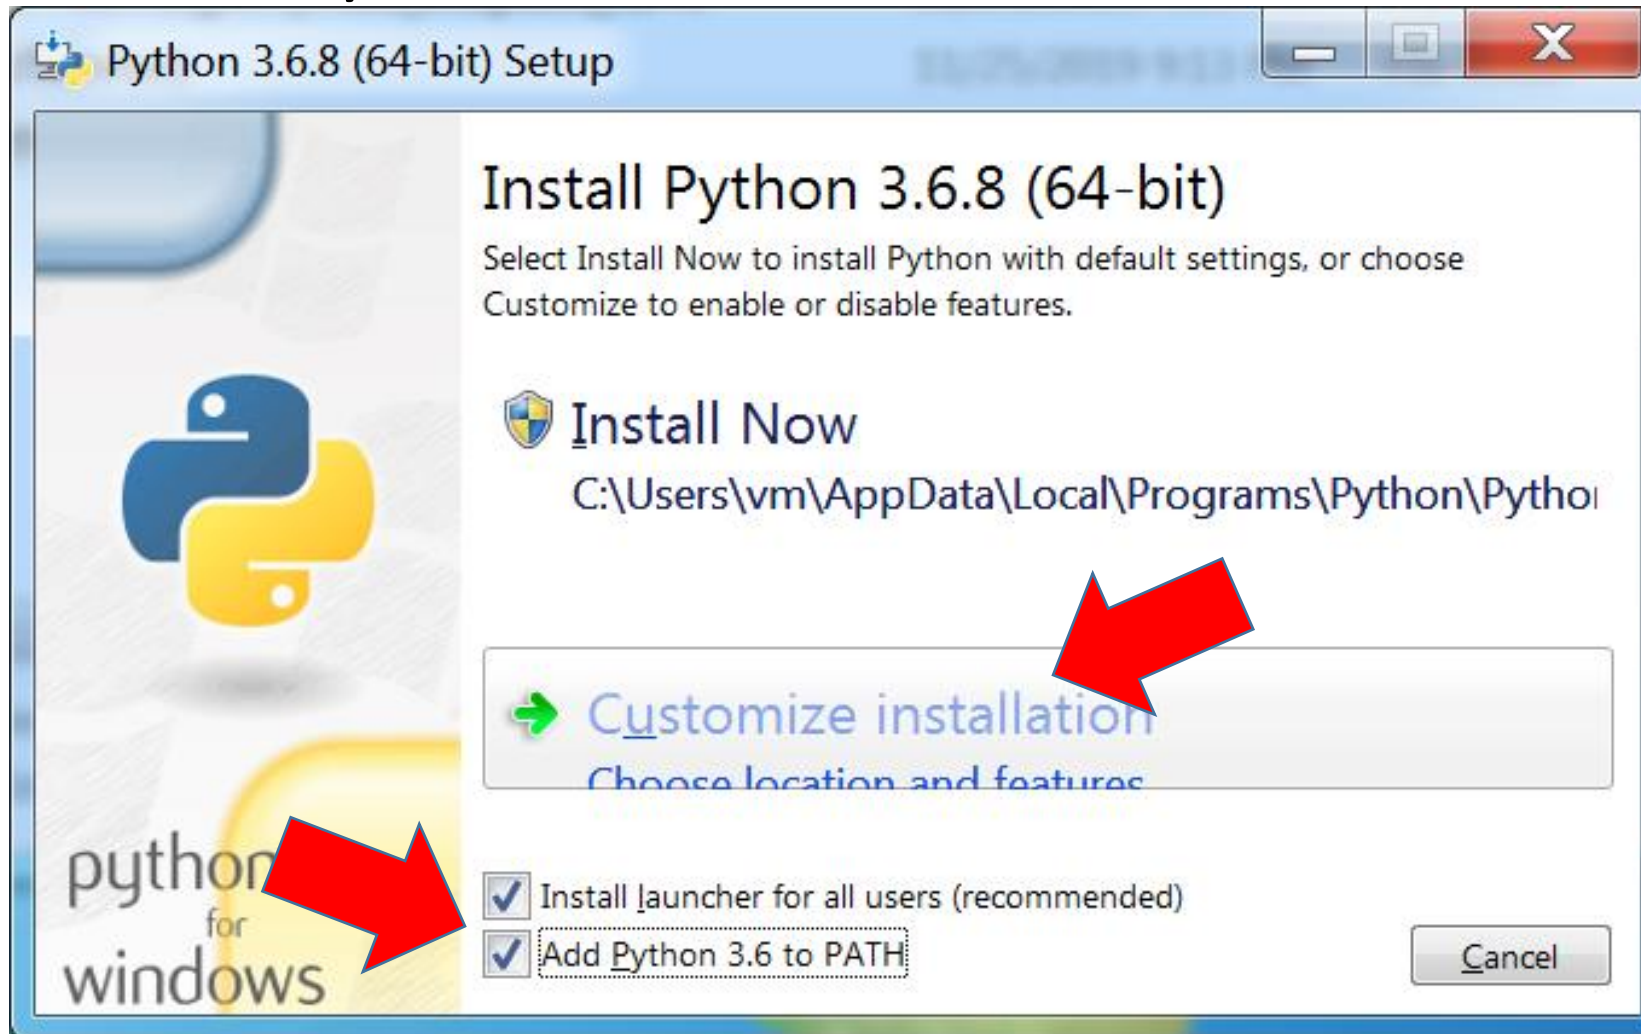 Python 3.6.8 (64-bit) Setup
Install Python 3.6.8 (64-bit)
Select Install Now to install Python with default settings, or choose
Customize to enable or disable features.
Install Now
C:\Users\vm\AppData\Local\Programs\Python\Pytho
Customize installation
Choose location and features
Install launcher for all users (recommended)
Add Python 3.6 to PATH
Cancel
python
for
windows